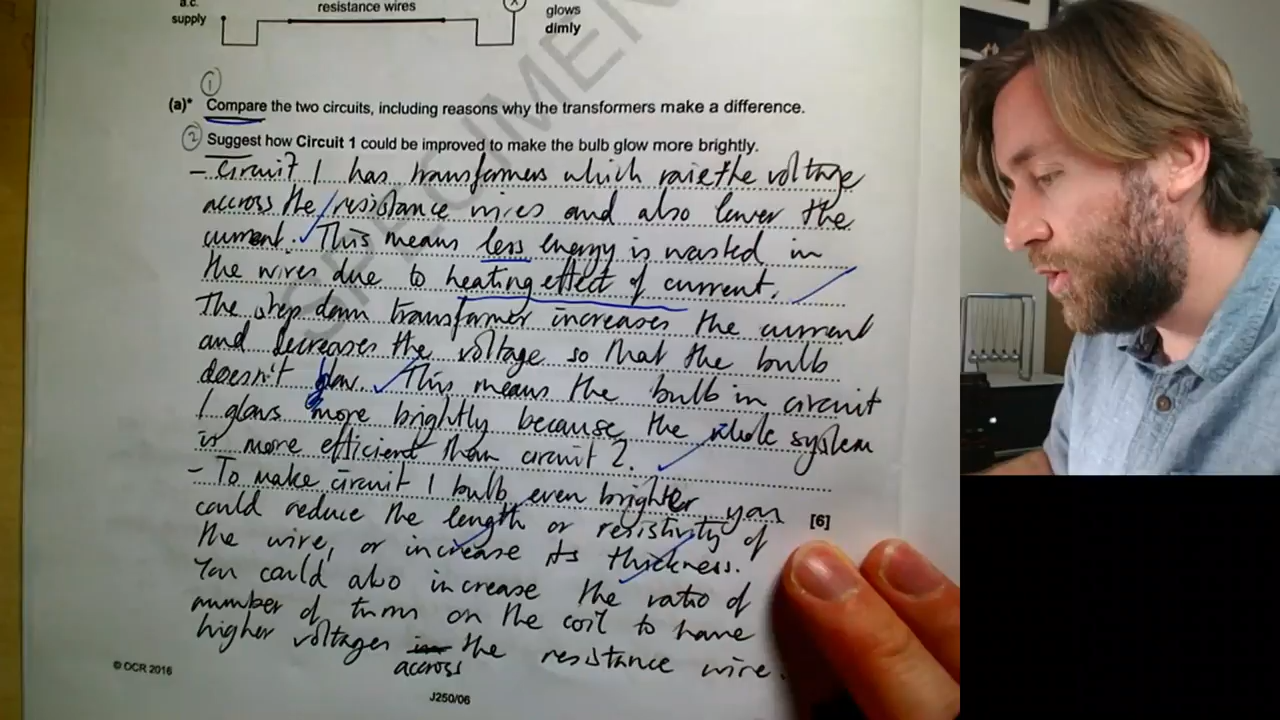 a.c.
supply
resistance wires
glows
dimly
SPECIMEN
1
(a)* Compare the two circuits, including reasons why the transformers make a difference.
2 Suggest how Circuit 1 could be improved to make the bulb glow more brightly.
- Circuit 1 has transformers which raise the voltage
accross the resistance wires and also lower the
current. This means less energy is wasted in
the wires due to heating effect of current.
The step down transformer increases the current
and decreases the voltage so that the bulb
doesn't blow. This means the bulb in circuit
1 glows more brightly because the whole system
is more efficient than circuit 2.
- To make circuit 1 bulb even brighter you
could reduce the length or resistivity of
[6]
the wire, or increase its thickness.
You could also increase the ratio of
number of turns on the coil to have
higher voltages accross the resistance wire.
© OCR 2016
J250/06